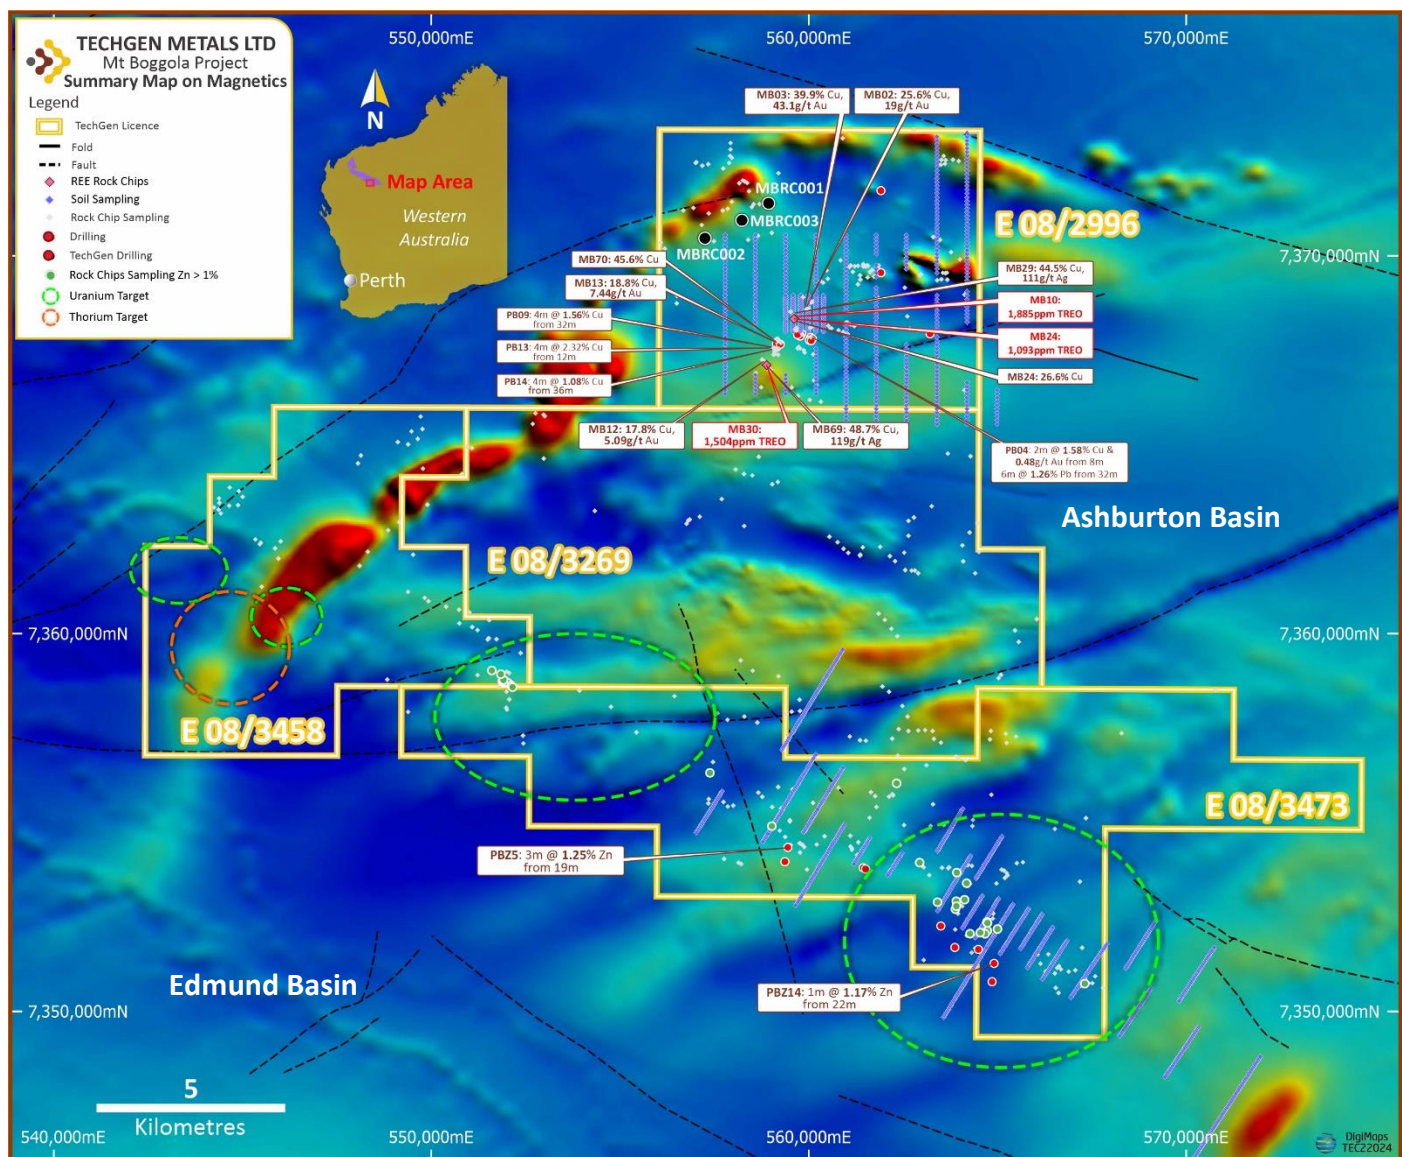 TECHGEN METALS LTD
Mt Boggola Project
Summary Map on Magnetics
Legend
TechGen Licence
Fold
Fault
REE Rock Chips
Soil Sampling
Rock Chip Sampling
Drilling
TechGen Drilling
Rock Chips Sampling Zn > 1%
Uranium Target
Thorium Target
N
Map Area
Western
Australia
Perth
550,000mE
560,000mE
570,000mE
MB03: 39.9% Cu,
43.1g/t Au
MB02: 25.6% Cu,
19g/t Au
MBRC001
MBRC003
MBRC002
E 08/2996
7,370,000mN
MB70: 45.6% Cu
MB13: 18.8% Cu,
7.44g/t Au
PB09: 4m @ 1.56% Cu
from 32m
PB13: 4m @ 2.32% Cu
from 12m
PB14: 4m @ 1.08% Cu
from 36m
MB29: 44.5% Cu,
111g/t Ag
MB10:
1,885ppm TREO
MB24:
1,093ppm TREO
MB24: 26.6% Cu
MB12: 17.8% Cu,
5.09g/t Au
MB30:
1,504ppm TREO
MB69: 48.7% Cu,
119g/t Ag
PB04: 2m @ 1.58% Cu &
0.48g/t Au from 8m
6m @ 1.26% Pb from 32m
Ashburton Basin
E 08/3269
7,360,000mN
7,360,000mN
E 08/3458
E 08/3473
PBZ5: 3m @ 1.25% Zn
from 19m
Edmund Basin
PBZ14: 1m @ 1.17% Zn
from 22m
7,350,000mN
7,350,000mN
5
Kilometres
540,000mE
550,000mE
560,000mE
570,000mE
DigiMaps
TEC22024